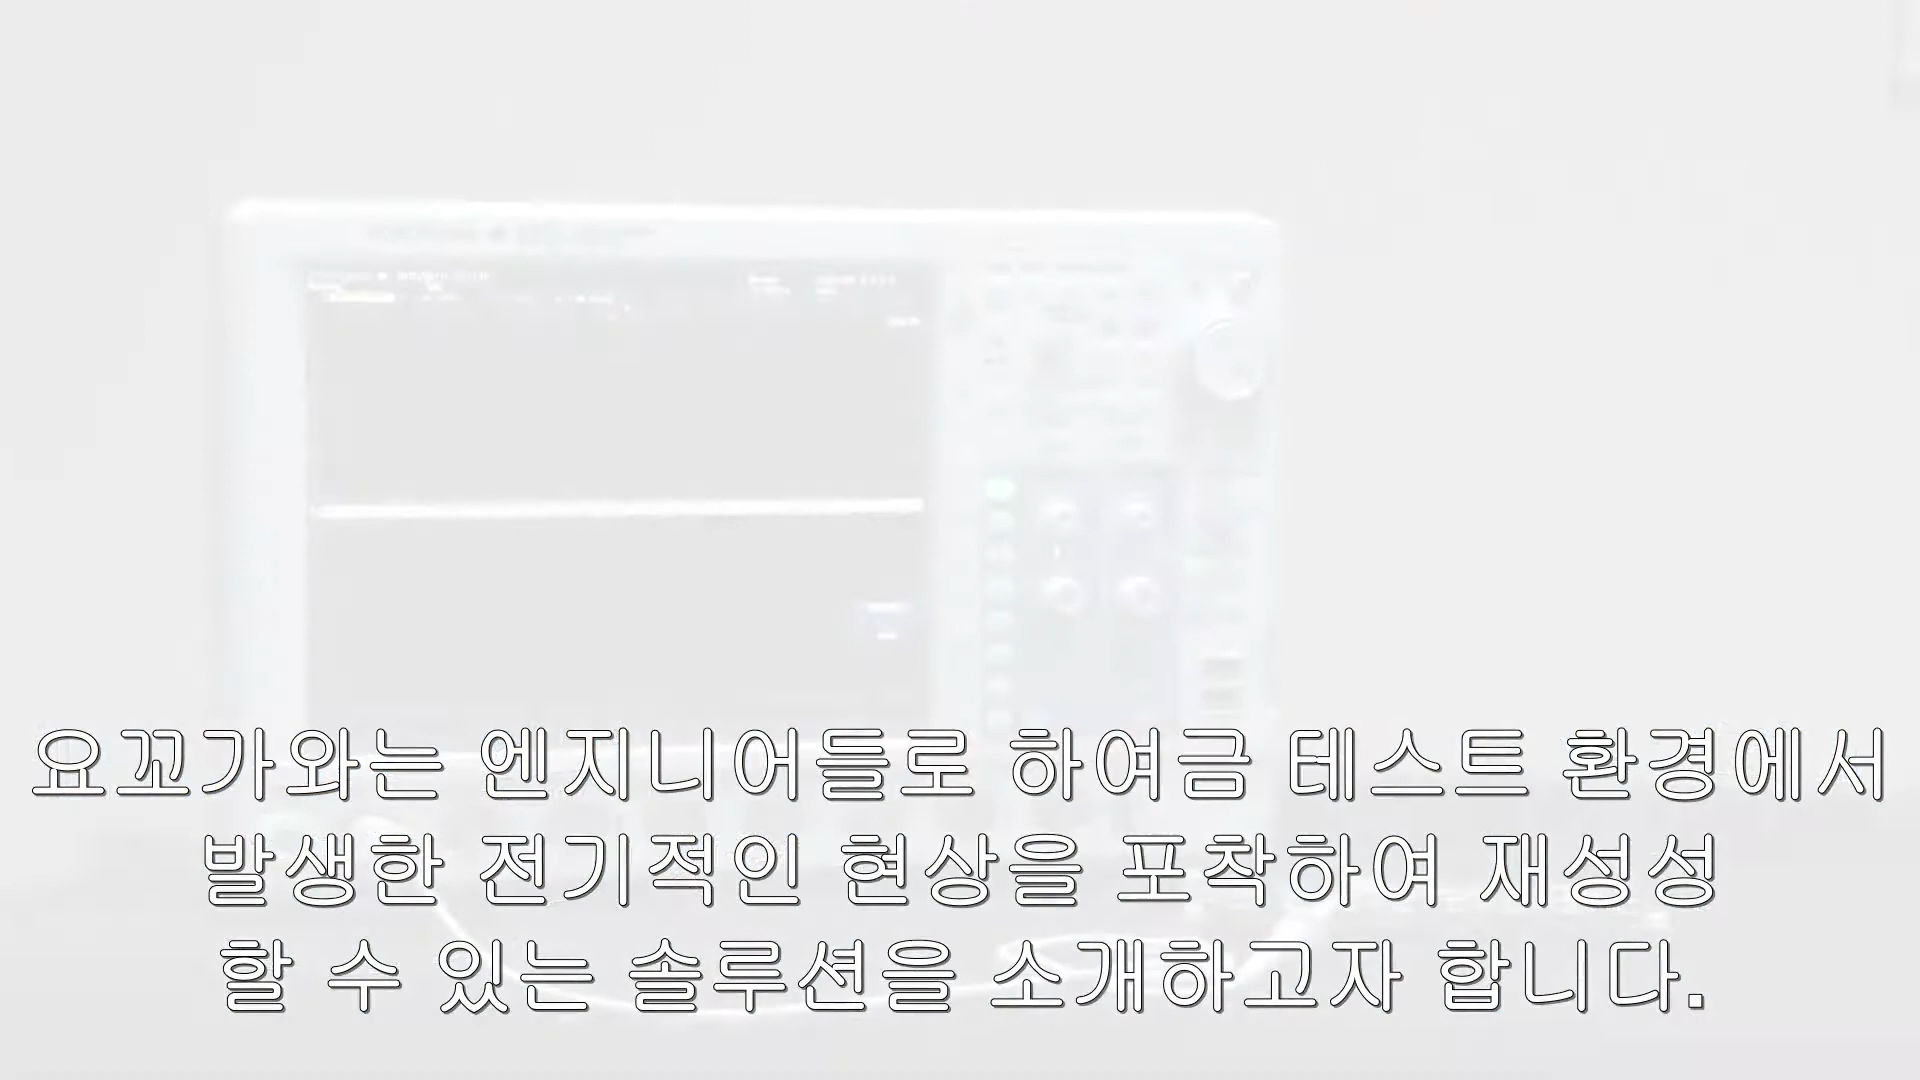 요꼬가와는 엔지니어들로 하여금 테스트 환경에서
발생한 전기적인 현상을 포착하여 재성성
할 수 있는 솔루션을 소개하고자 합니다.